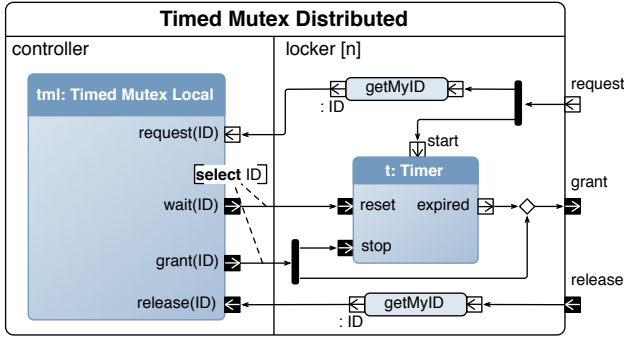 Timed Mutex Distributed
controller
locker [n]
tml: Timed Mutex Local
getMyID
: ID
request
request(ID)
start
[select ID]
t: Timer
wait(ID)
reset
expired
grant
grant(ID)
stop
release
release(ID)
getMyID
: ID